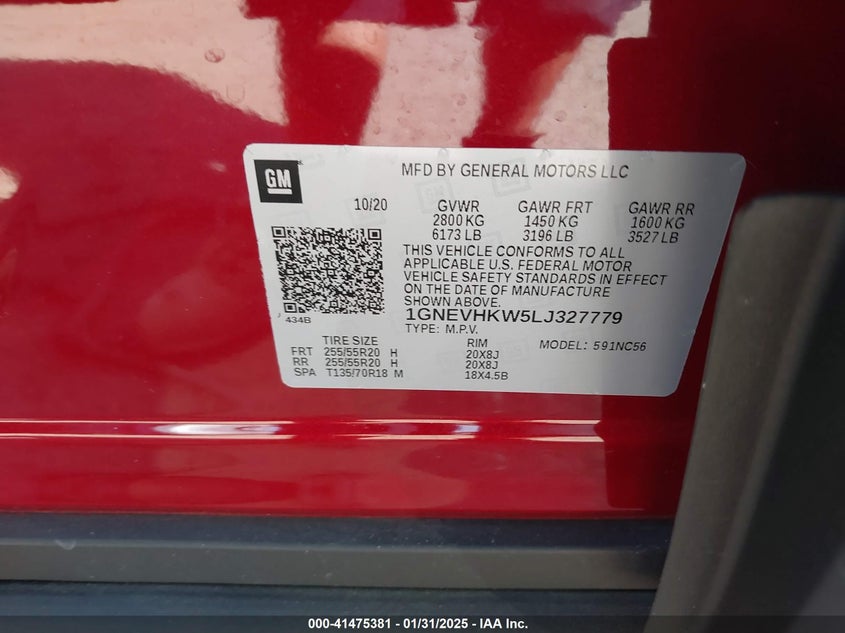 GM
MFD BY GENERAL MOTORS LLC
10/20 GVWR GAWR FRT GAWR RR
2800 KG 1450 KG 1600 KG
6173 LB 3196 LB 3527 LB
THIS VEHICLE CONFORMS TO ALL
APPLICABLE U.S. FEDERAL MOTOR
VEHICLE SAFETY STANDARDS IN EFFECT
ON THE DATE OF MANUFACTURE
SHOWN ABOVE.
434B
1GNEVHKW5LJ327779
TYPE: M.P.V.
TIRE SIZE RIM MODEL: 591NC56
FRT 255/55R20 H 20X8J
RR 255/55R20 H 20X8J
SPA T135/70R18 M 18X4.5B
000-41475381 - 01/31/2025 - IAA Inc.